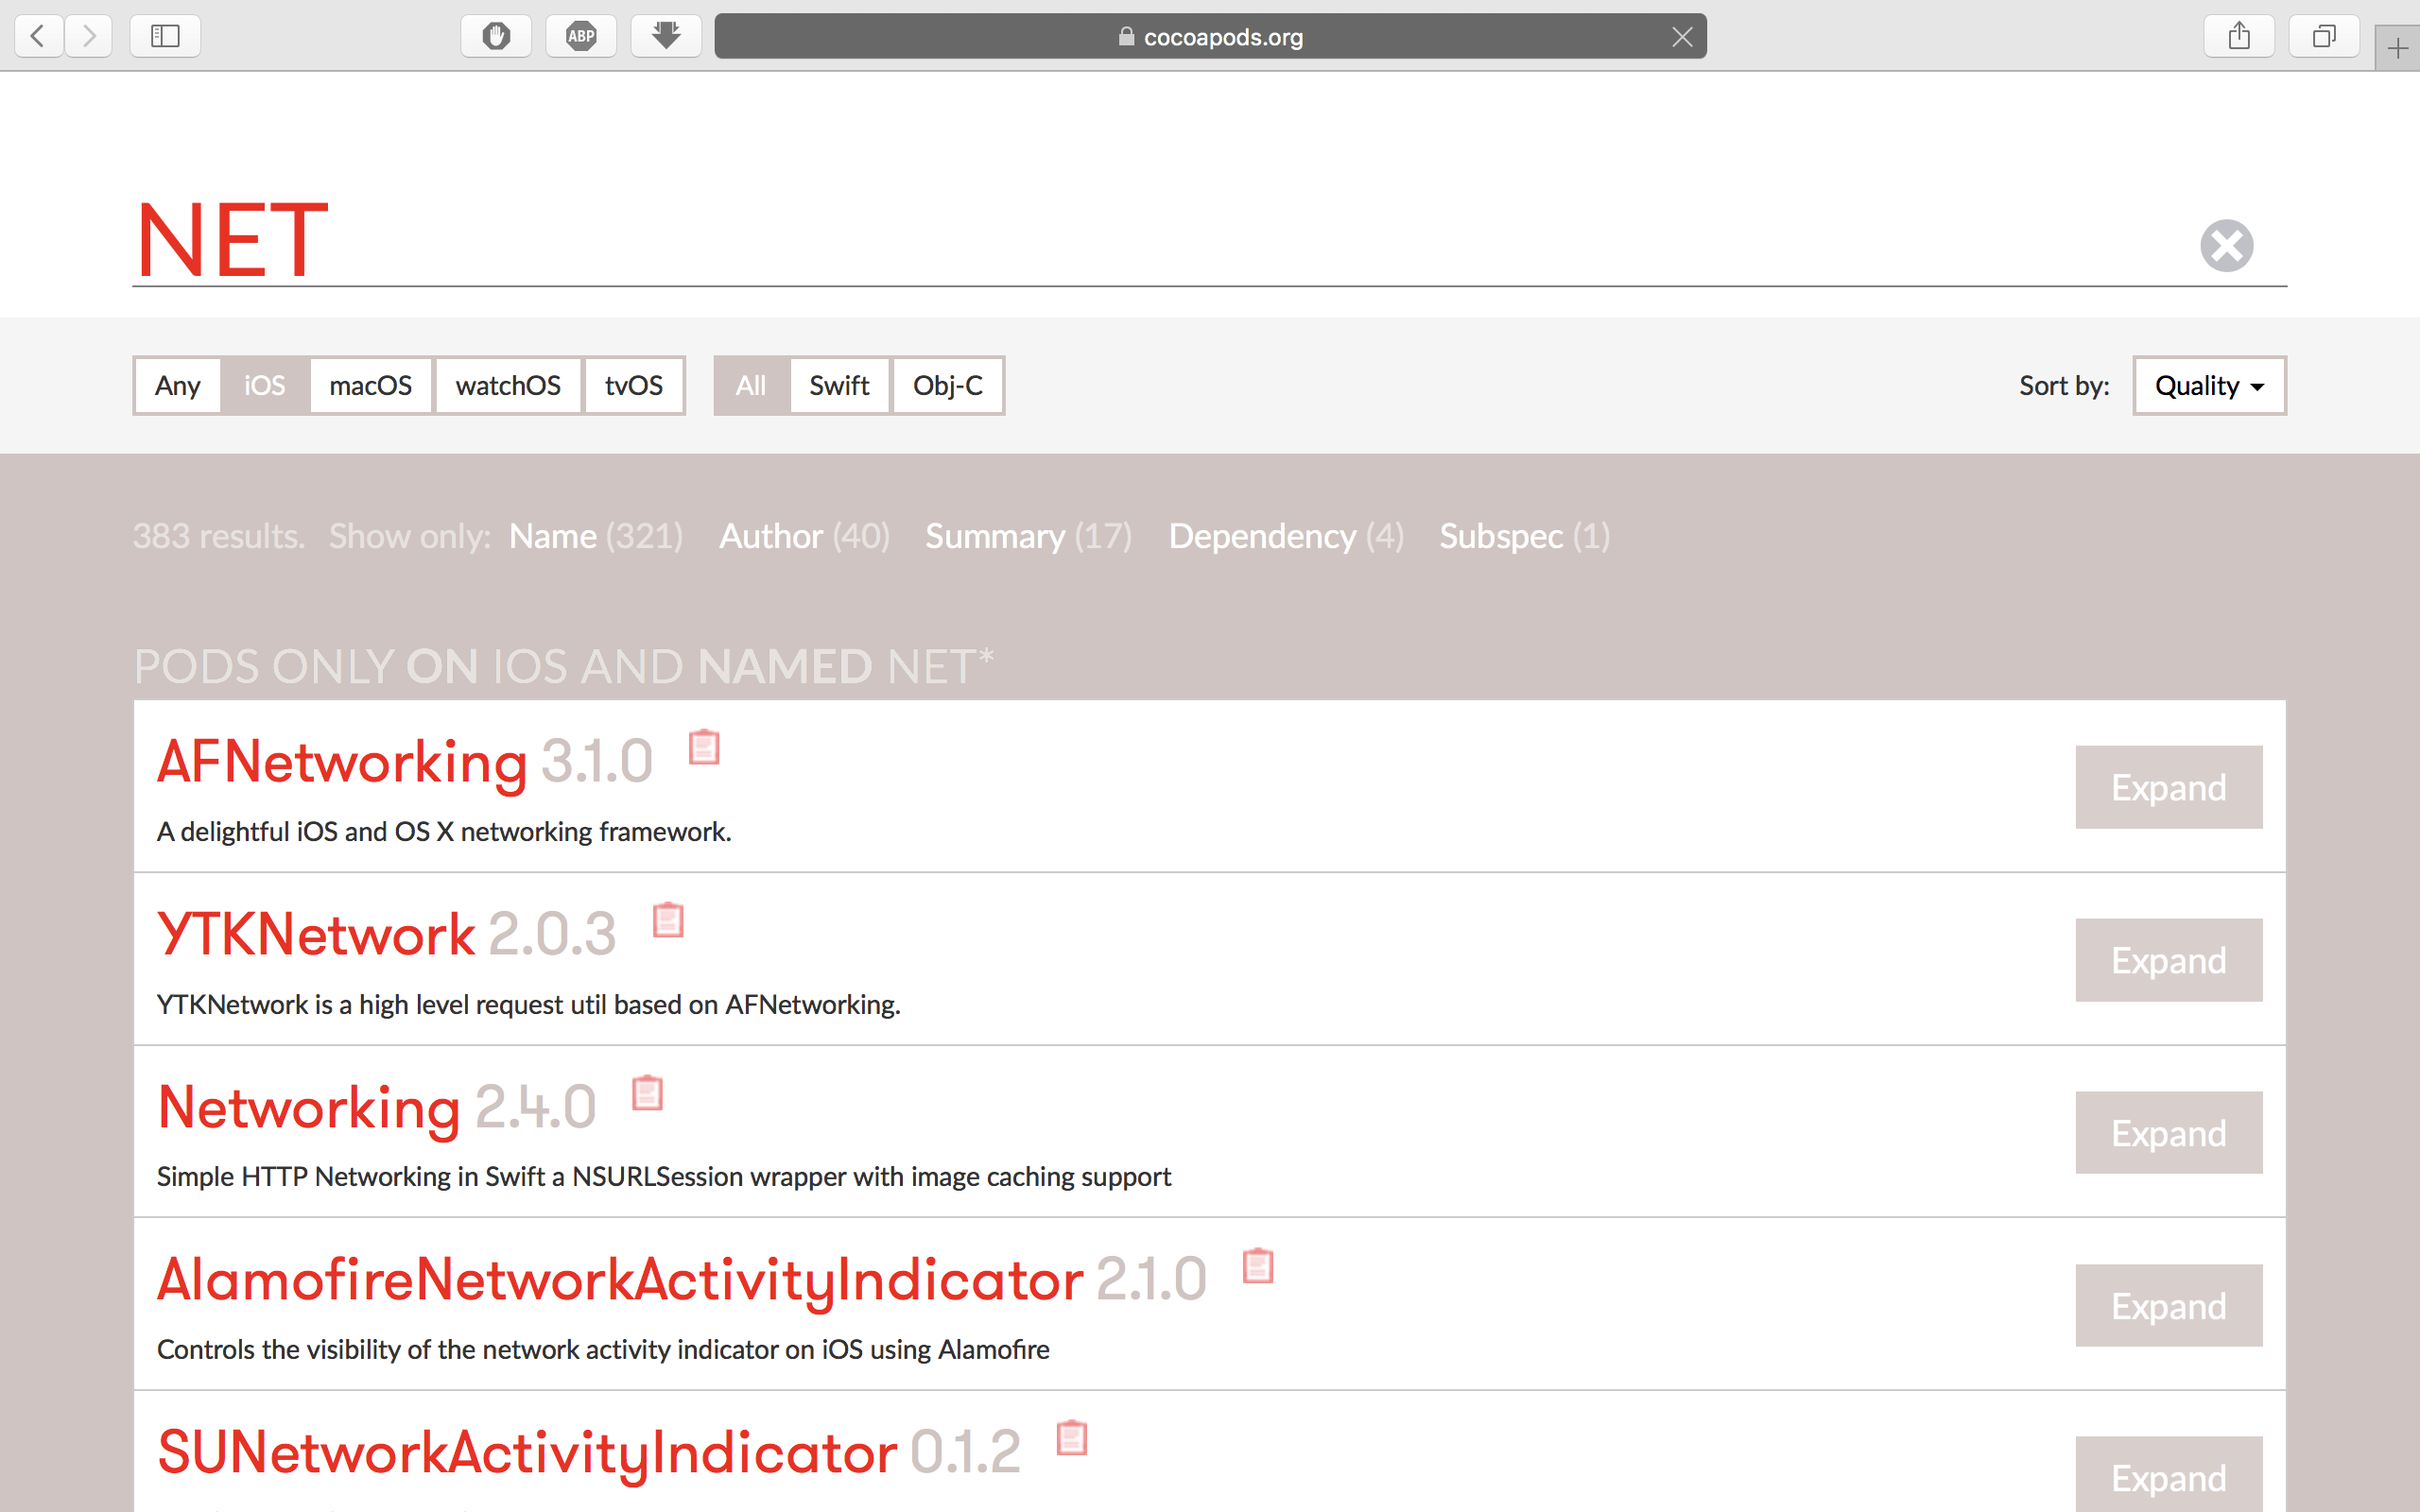 ABP
cocoapods.org
NET
Any iOS macOS watchOS tvOS All Swift Obj-C Sort by: Quality
383 results. Show only: Name (321) Author (40) Summary (17) Dependency (4) Subspec (1)
PODS ONLY ON IOS AND NAMED NET*
AFNetworking 3.1.0
Expand
A delightful iOS and OS X networking framework.
YTKNetwork 2.0.3
Expand
YTKNetwork is a high level request util based on AFNetworking.
Networking 2.4.0
Expand
Simple HTTP Networking in Swift a NSURLSession wrapper with image caching support
AlamofireNetworkActivityIndicator 2.1.0
Expand
Controls the visibility of the network activity indicator on iOS using Alamofire
SUNetworkActivityIndicator 0.1.2
Expand